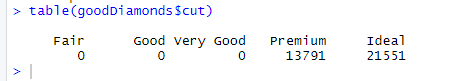 > table(goodDiamonds$cut)
Fair Good Very Good Premium Ideal
0 0 0 13791 21551
>